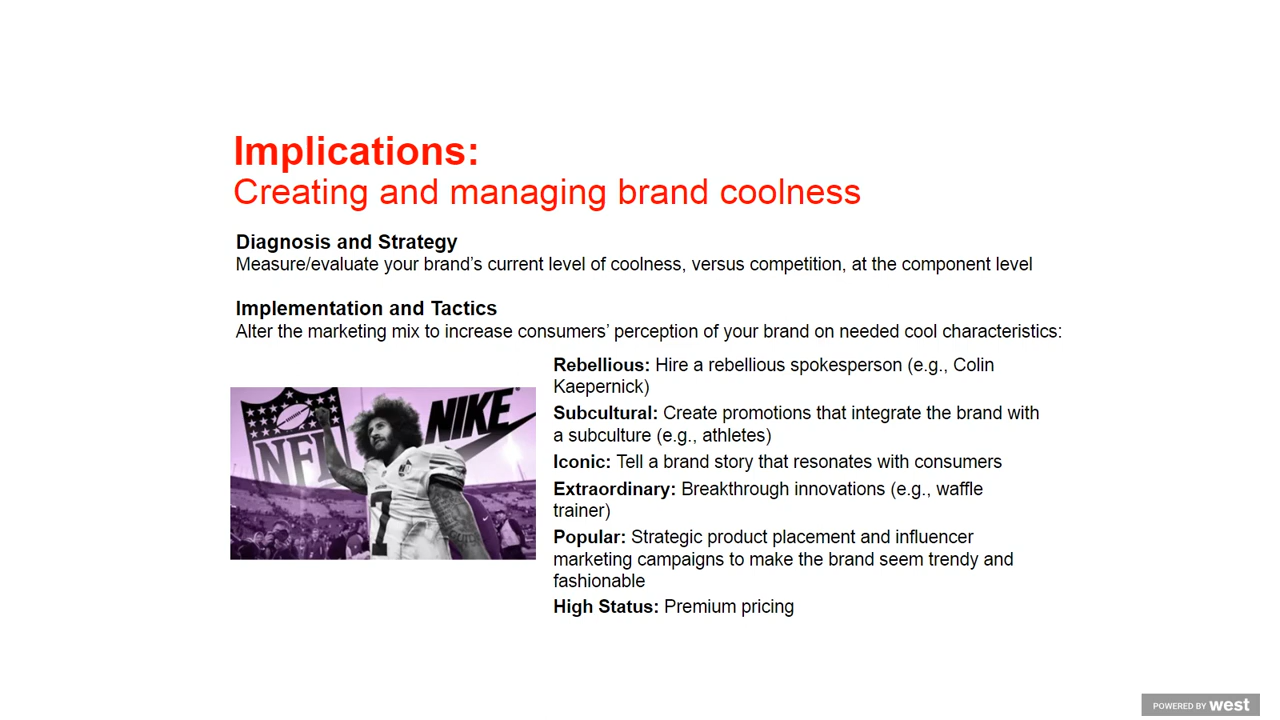 Implications:
Creating and managing brand coolness
Diagnosis and Strategy
Measure/evaluate your brand’s current level of coolness, versus competition, at the component level
Implementation and Tactics
Alter the marketing mix to increase consumers’ perception of your brand on needed cool characteristics:
NFL
NIKE
7
Rebellious: Hire a rebellious spokesperson (e.g., Colin
Kaepernick)
Subcultural: Create promotions that integrate the brand with
a subculture (e.g., athletes)
Iconic: Tell a brand story that resonates with consumers
Extraordinary: Breakthrough innovations (e.g., waffle
trainer)
Popular: Strategic product placement and influencer
marketing campaigns to make the brand seem trendy and
fashionable
High Status: Premium pricing
POWERED BY west